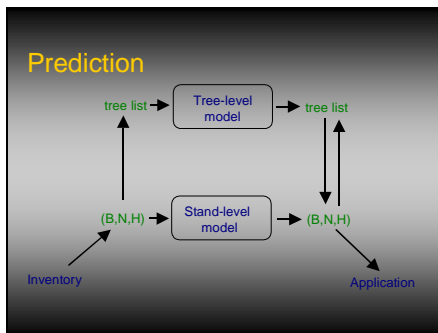 Prediction
tree list
Tree-level
model
tree list
(B,N,H)
Stand-level
model
(B,N,H)
Inventory
Application